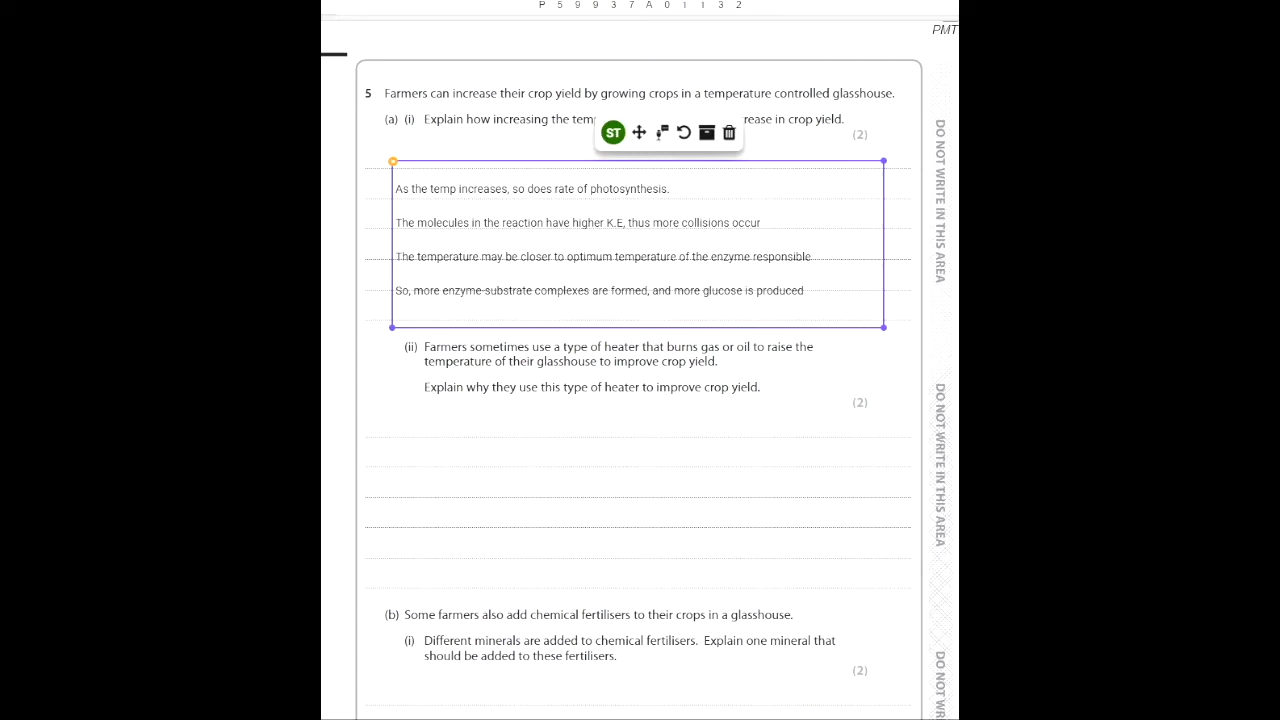 P 5 9 9 3 7 A 0 1 1 3 2
PMT
5 Farmers can increase their crop yield by growing crops in a temperature controlled glasshouse.
(a) (i) Explain how increasing the tem
ST
rease in crop yield.
(2)
As the temp increases, so does rate of photosynthesis.
The molecules in the reaction have higher K.E, thus more collisions occur
The temperature may be closer to optimum temperature of the enzyme responsible
So, more enzyme-substrate complexes are formed, and more glucose is produced
(ii) Farmers sometimes use a type of heater that burns gas or oil to raise the
temperature of their glasshouse to improve crop yield.
Explain why they use this type of heater to improve crop yield.
(2)
(b) Some farmers also add chemical fertilisers to their crops in a glasshouse.
(i) Different minerals are added to chemical fertilisers. Explain one mineral that
should be added to these fertilisers.
(2)
DO NOT WRITE IN THIS AREA
DO NOT WRITE IN THIS AREA
DO NOT WR